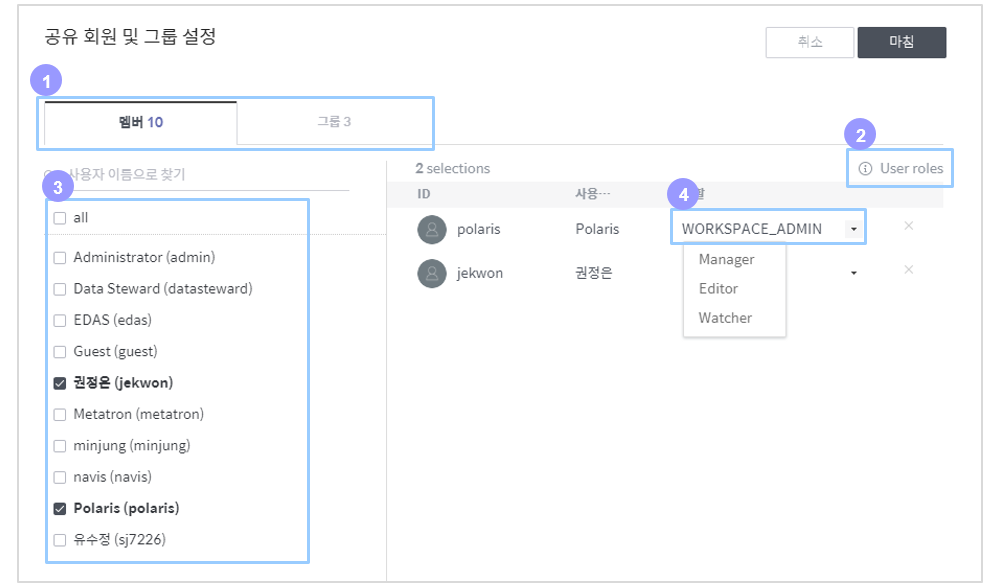 공유 회원 및 그룹 설정
취소
마침
1
멤버 10
그룹 3
2
User roles
사용자 이름으로 찾기
3
all
Administrator (admin)
Data Steward (datasteward)
EDAS (edas)
Guest (guest)
권정은 (jekwon)
Metatron (metatron)
minjung (minjung)
navis (navis)
Polaris (polaris)
유수정 (sj7226)
2 selections
ID
사용⋯
4
polaris
Polaris
WORKSPACE_ADMIN
jekwon
권정은
Manager
Editor
Watcher